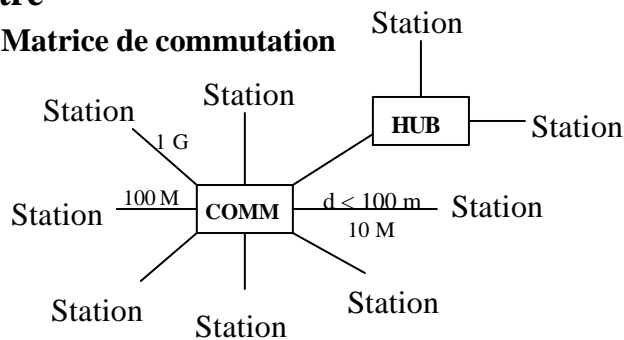 tre
Matrice de commutation
Station
Station
Station
HUB
Station
1 G
100 M
Station
COMM
d < 100 m
10 M
Station
Station
Station
Station